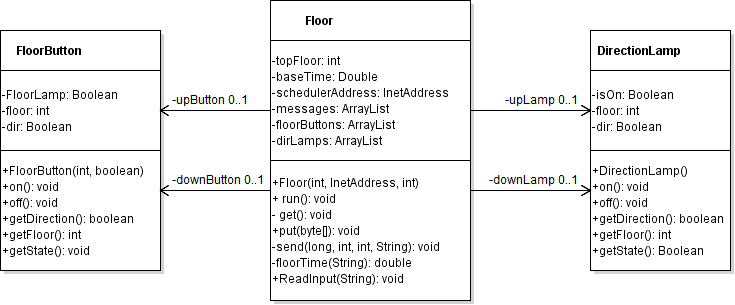 FloorButton
-FloorLamp: Boolean
-floor: int
-dir: Boolean
+FloorButton(int, boolean)
+on(): void
+off(): void
+getDirection(): boolean
+getFloor(): int
+getState(): void
-upButton 0..1
-downButton 0..1
Floor
-topFloor: int
-baseTime: Double
-schedulerAddress: InetAddress
-messages: ArrayList
-floorButtons: ArrayList
-dirLamps: ArrayList
+Floor(int, InetAddress, int)
+ run(): void
- get(): void
+put(byte[])
-send(long, int, int, String): void
-floorTime(String): double
+ReadInput(String): void
-upLamp 0..1
-downLamp 0..1
DirectionLamp
-isOn: Boolean
-floor: int
-dir: Boolean
+DirectionLamp()
+on(): void
+off(): void
+getDirection(): boolean
+getFloor(): int
+getState(): Boolean